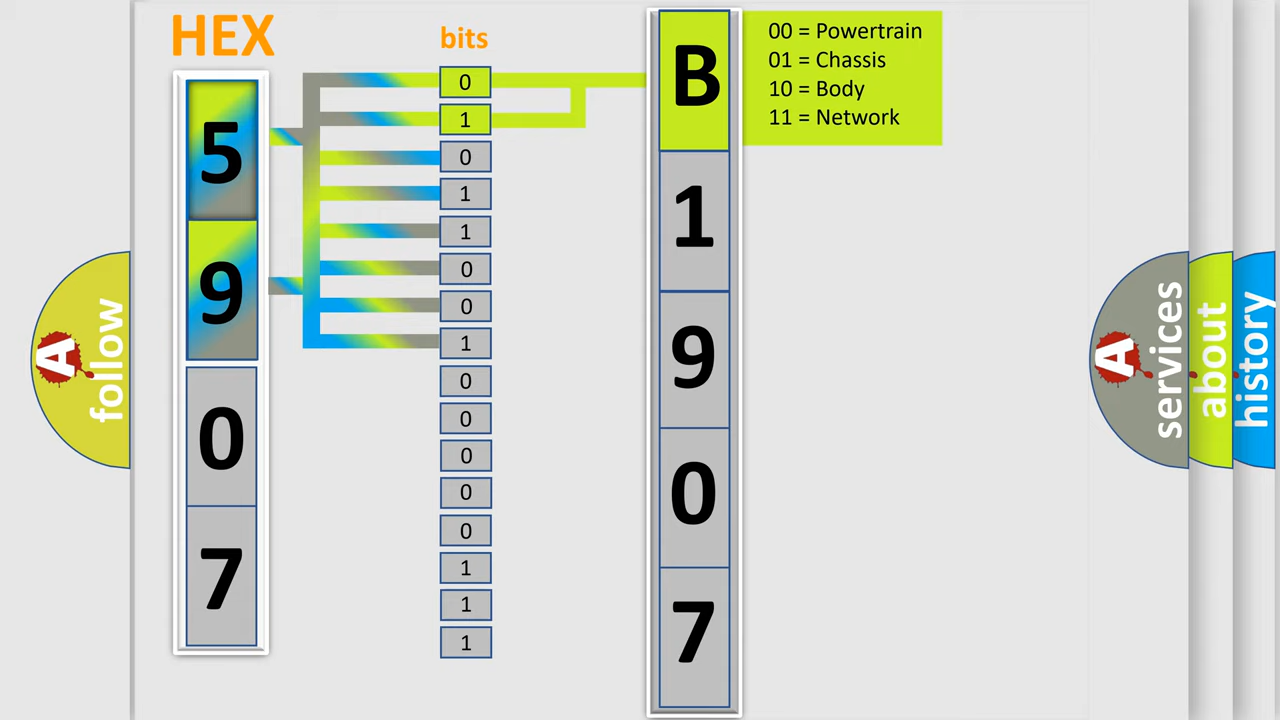 HEX
bits
5
9
0
7
0
1
0
1
1
0
0
1
0
0
0
0
0
1
1
1
B
1
9
0
7
00 = Powertrain
01 = Chassis
10 = Body
11 = Network
A
follow
A
services
about
history